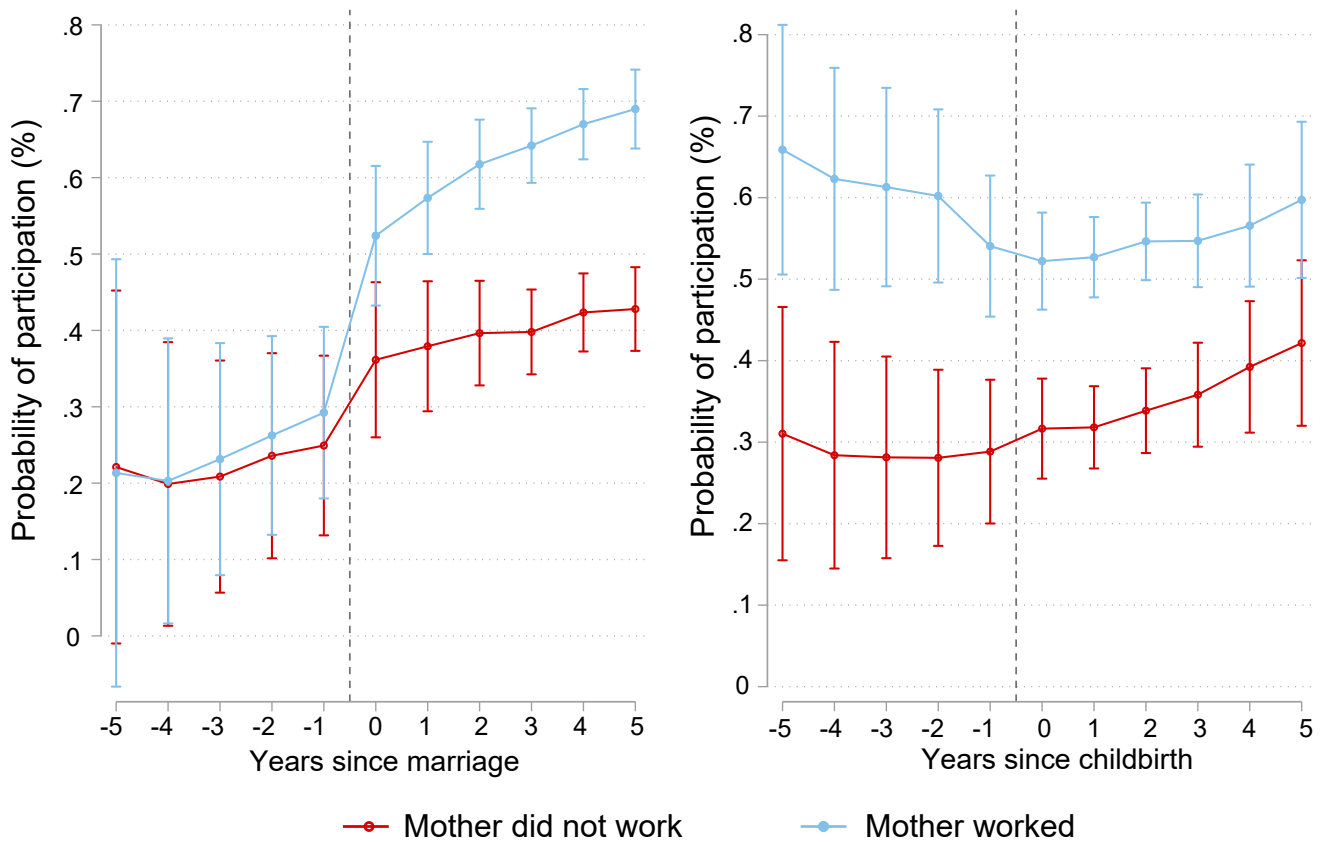 Probability of participation (%)
.8
.7
.6
.5
.4
.3
.2
.1
0
-5 -4 -3 -2 -1 0 1 2 3 4 5
Years since marriage
Probability of participation (%)
.8
.7
.6
.5
.4
.3
.2
.1
0
-5 -4 -3 -2 -1 0 1 2 3 4 5
Years since childbirth
Mother did not work Mother worked